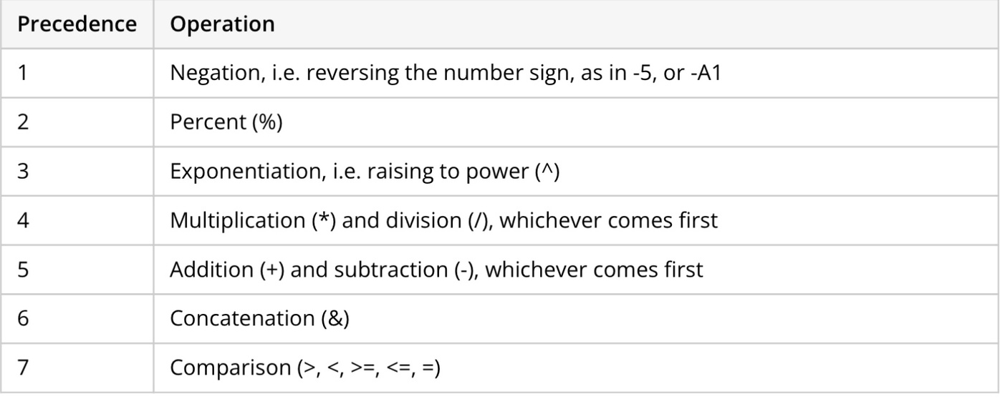 Precedence Operation
1 Negation, i.e. reversing the number sign, as in -5, or -A1
2 Percent (%)
3 Exponentiation, i.e. raising to power (^)
4 Multiplication (*) and division (/), whichever comes first
5 Addition (+) and subtraction (-), whichever comes first
6 Concatenation (&)
7 Comparison (>, <, >=, <=, =)